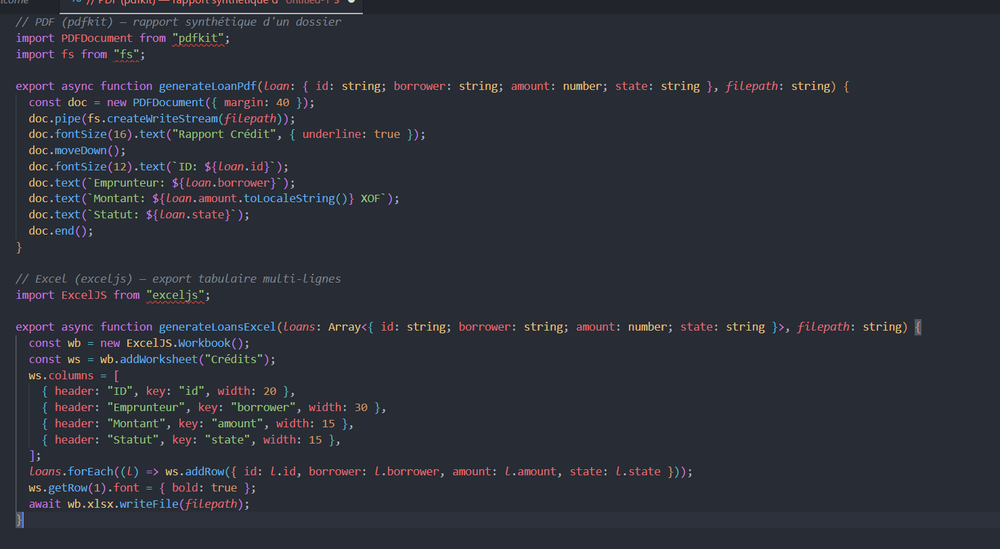 // PDF (pdfkit) — rapport synthétique d' Untitled-1
// PDF (pdfkit) — rapport synthétique d'un dossier
import PDFDocument from "pdfkit";
import fs from "fs";
export async function generateLoanPdf(loan: { id: string; borrower: string; amount: number; state: string }, filepath: string) {
  const doc = new PDFDocument({ margin: 40 });
  doc.pipe(fs.createWriteStream(filepath));
  doc.fontSize(16).text("Rapport Crédit", { underline: true });
  doc.moveDown();
  doc.fontSize(12).text(`ID: ${loan.id}`);
  doc.text(`Emprunteur: ${loan.borrower}`);
  doc.text(`Montant: ${loan.amount.toLocaleString()} XOF`);
  doc.text(`Statut: ${loan.state}`);
  doc.end();
}
// Excel (exceljs) — export tabulaire multi-lignes
import ExcelJS from "exceljs";
export async function generateLoansExcel(loans: Array<{ id: string; borrower: string; amount: number; state: string }>, filepath: string) {
  const wb = new ExcelJS.Workbook();
  const ws = wb.addWorksheet("Crédits");
  ws.columns = [
    { header: "ID", key: "id", width: 20 },
    { header: "Emprunteur", key: "borrower", width: 30 },
    { header: "Montant", key: "amount", width: 15 },
    { header: "Statut", key: "state", width: 15 },
  ];
  loans.forEach((l) => ws.addRow({ id: l.id, borrower: l.borrower, amount: l.amount, state: l.state }));
  ws.getRow(1).font = { bold: true };
  await wb.xlsx.writeFile(filepath);
}